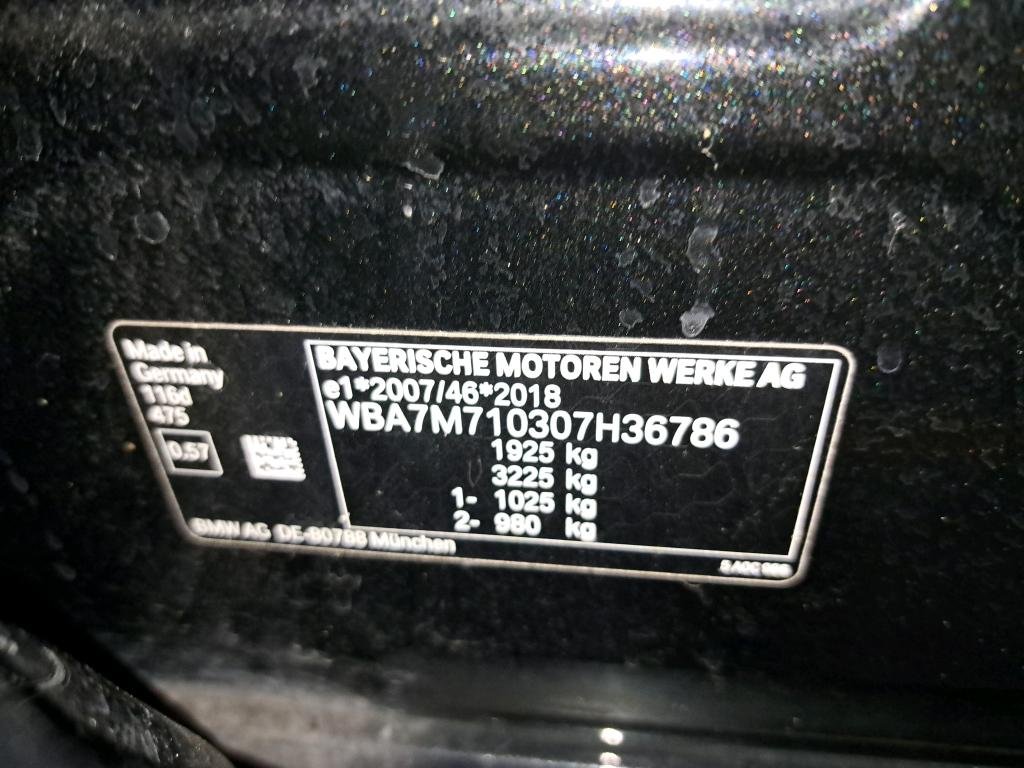 Made in
Germany
116d
475
0,57
BAYERISCHE MOTOREN WERKE AG
e1*2007/46*2018
WBA7M710307H36786
1925 kg
3225 kg
1- 1025 kg
2- 980 kg
BMW AG DE-80788 München